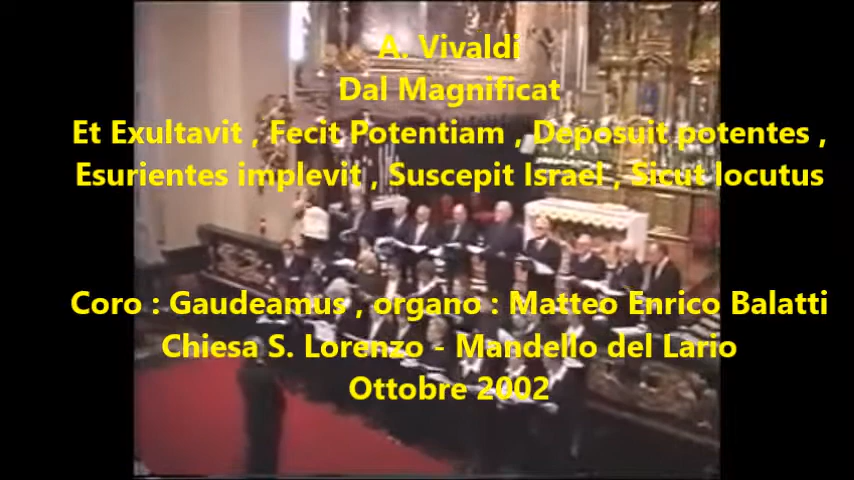 A. Vivaldi
Dal Magnificat
Et Exultavit , Fecit Potentiam , Deposuit potentes ,
Esurientes implevit , Suscepit Israel , Sicut locutus
Coro : Gaudeamus , organo : Matteo Enrico Balatti
Chiesa S. Lorenzo - Mandello del Lario
Ottobre 2002